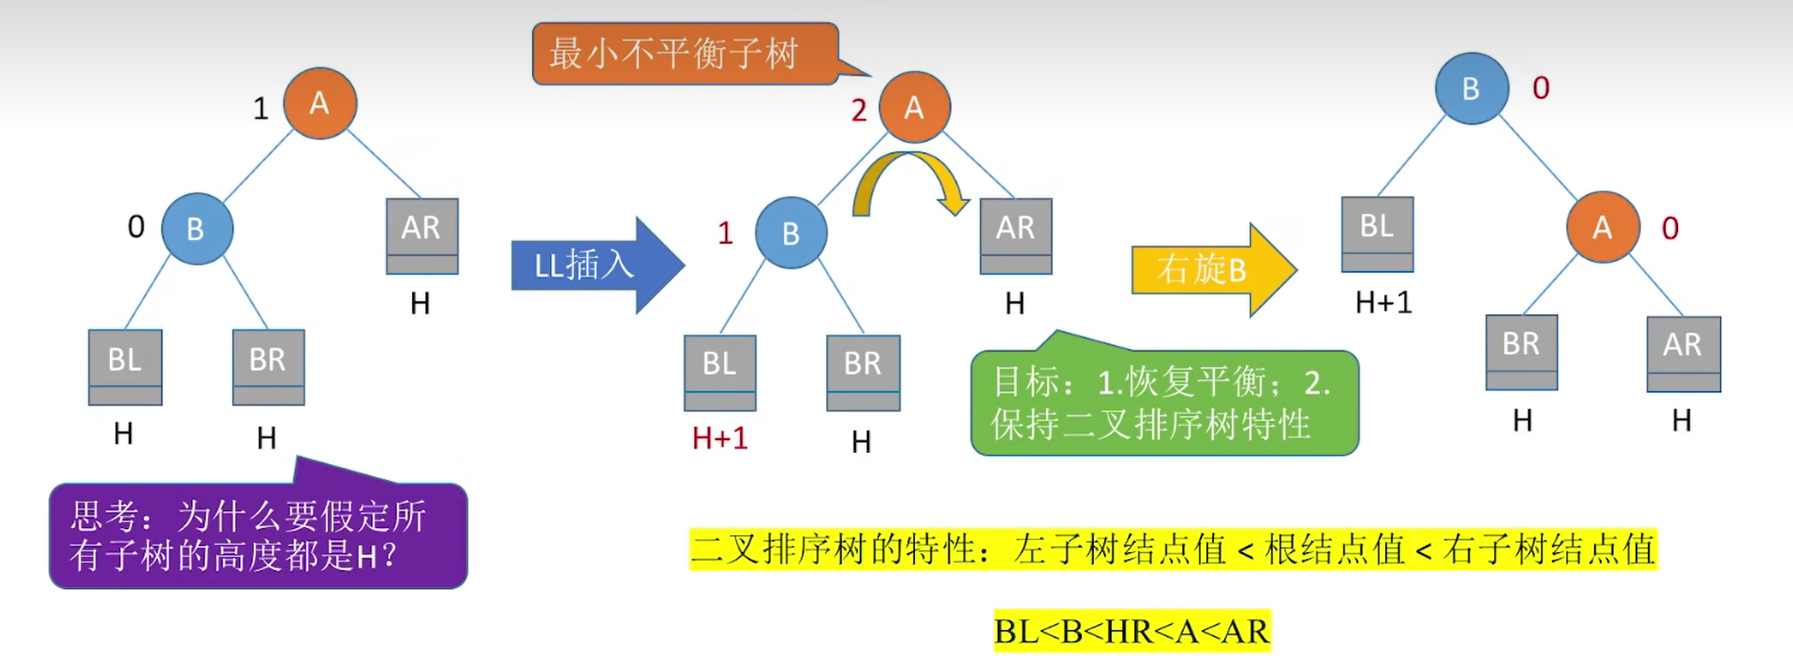 最小不平衡子树
1
A
0
B
AR
H
BL
BR
H
H
思考：为什么要假定所
有子树的高度都是H?
LL插入
2
A
1
B
AR
H
BL
BR
H+1
H
目标：1.恢复平衡；2.
保持二叉排序树特性
右旋B
B
0
BL
H+1
A
0
BR
AR
H
H
二叉排序树的特性：左子树结点值 < 根结点值 < 右子树结点值
BL<B<HR<A<AR